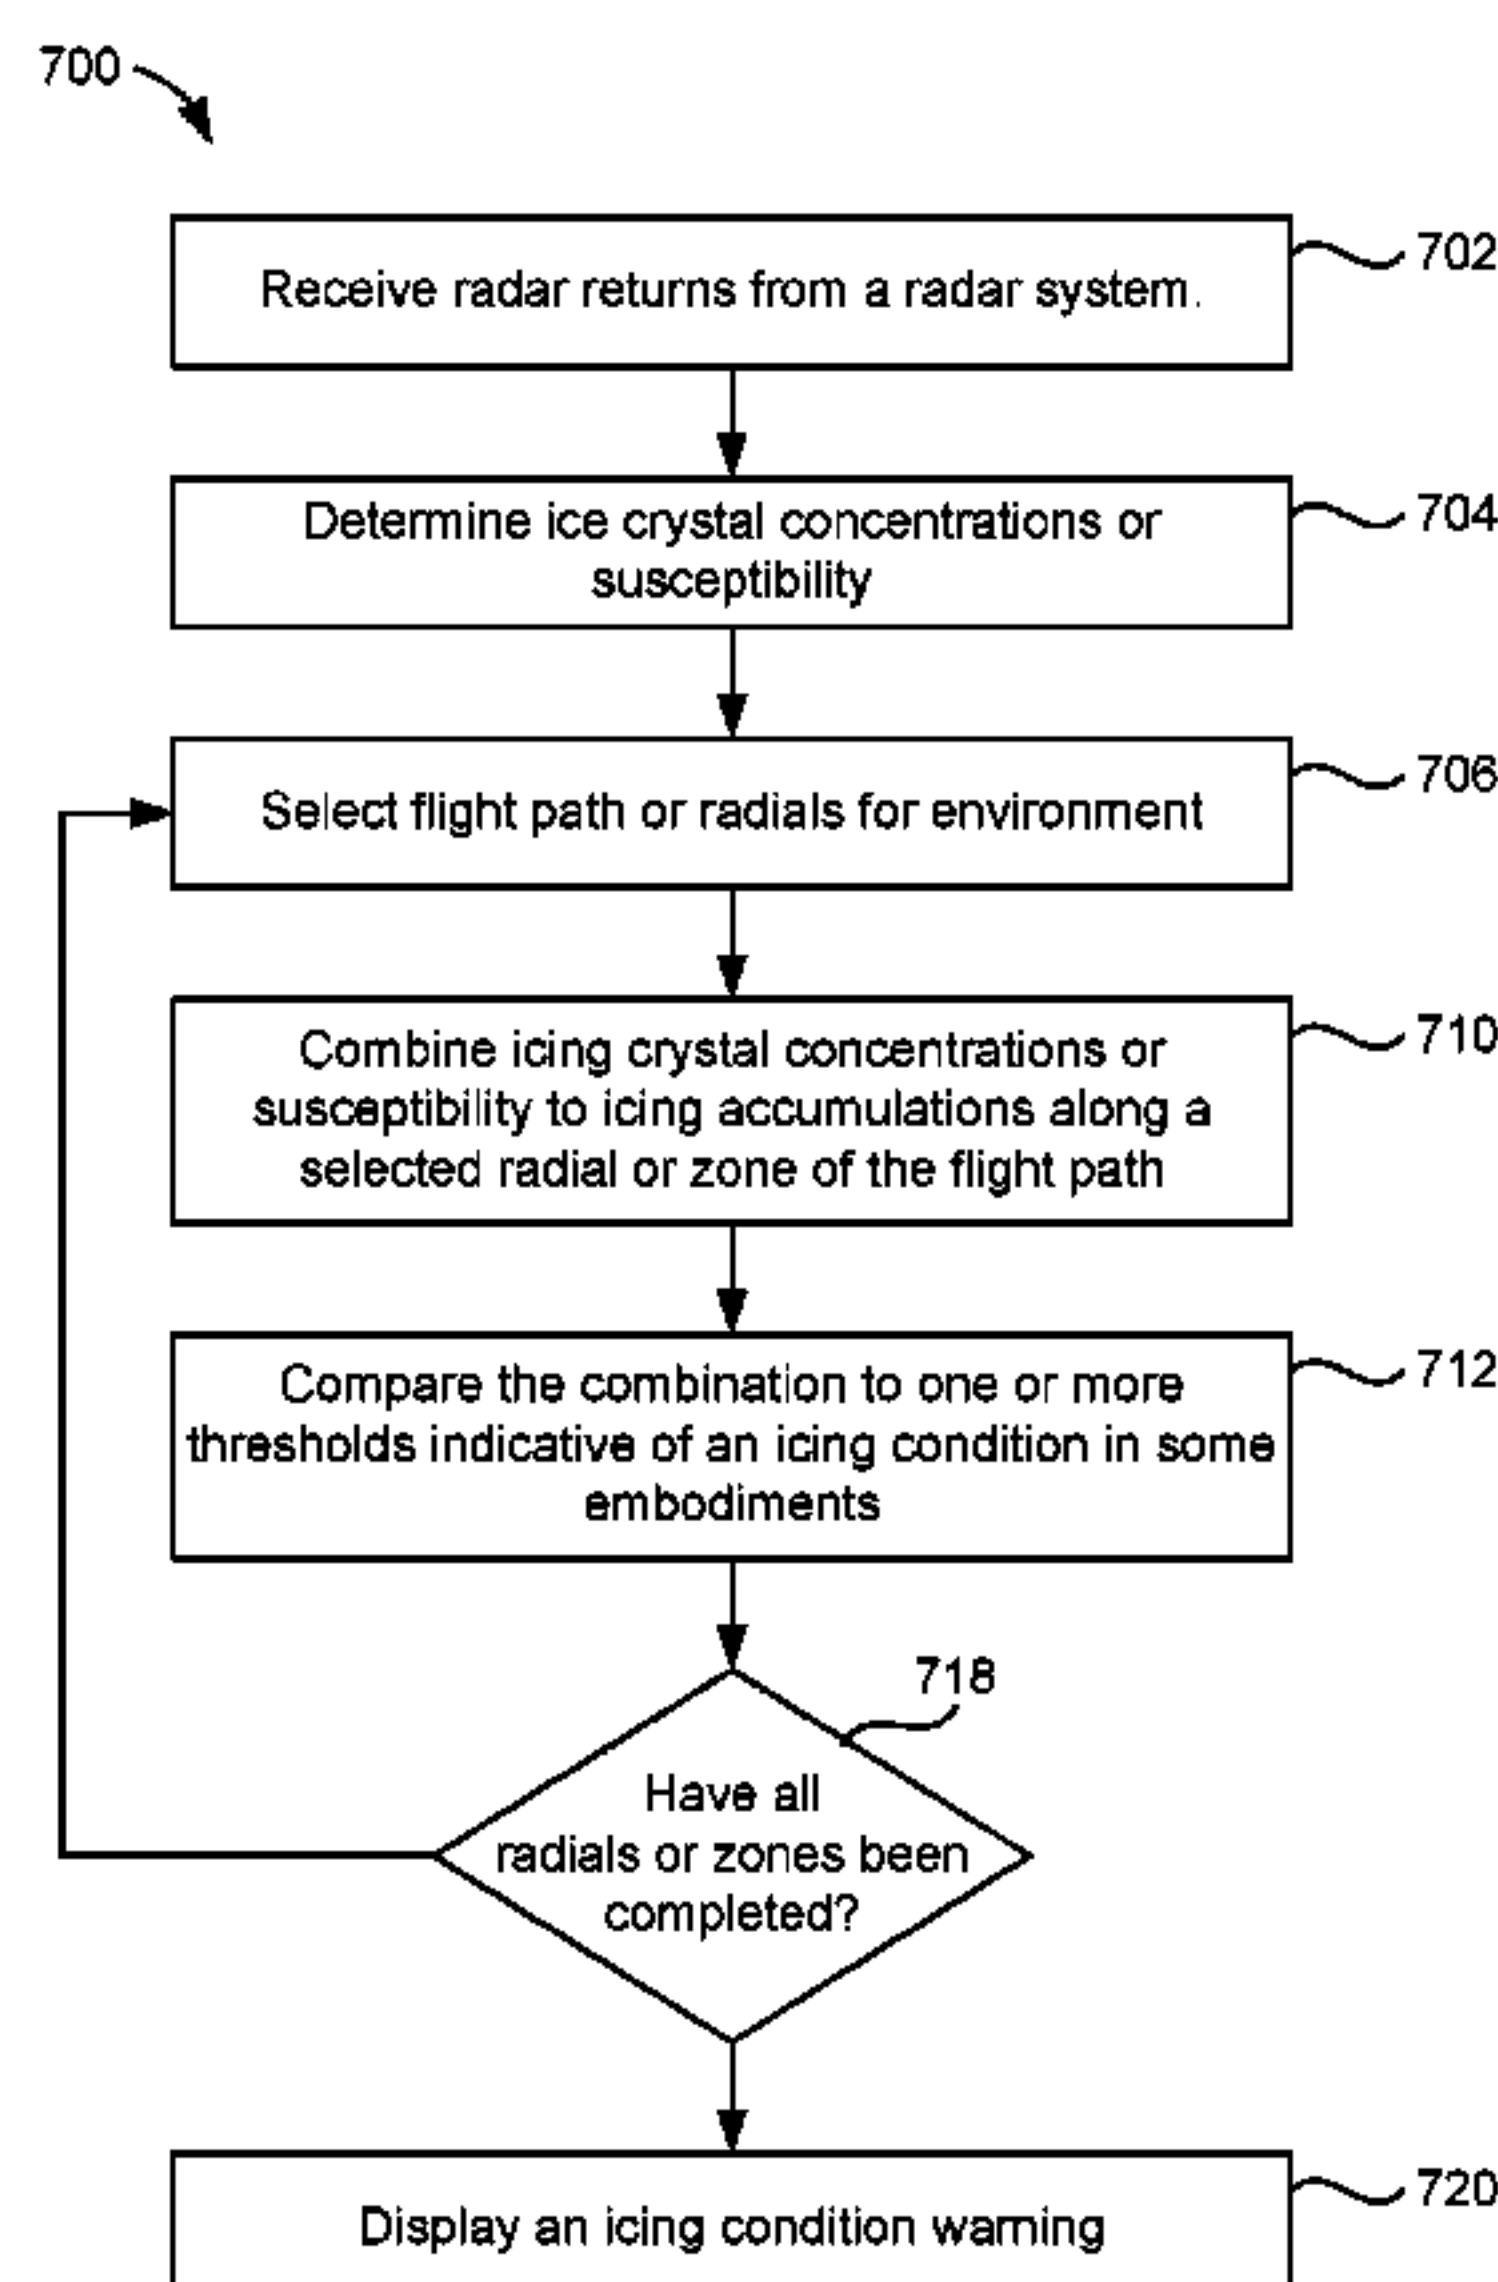 700
Receive radar returns from a radar system.
702
Determine ice crystal concentrations or
susceptibility
704
Select flight path or radials for environment
706
Combine icing crystal concentrations or
susceptibility to icing accumulations along a
selected radial or zone of the flight path
710
Compare the combination to one or more
thresholds indicative of an icing condition in some
embodiments
712
718
Have all
radials or zones been
completed?
Display an icing condition warning
720